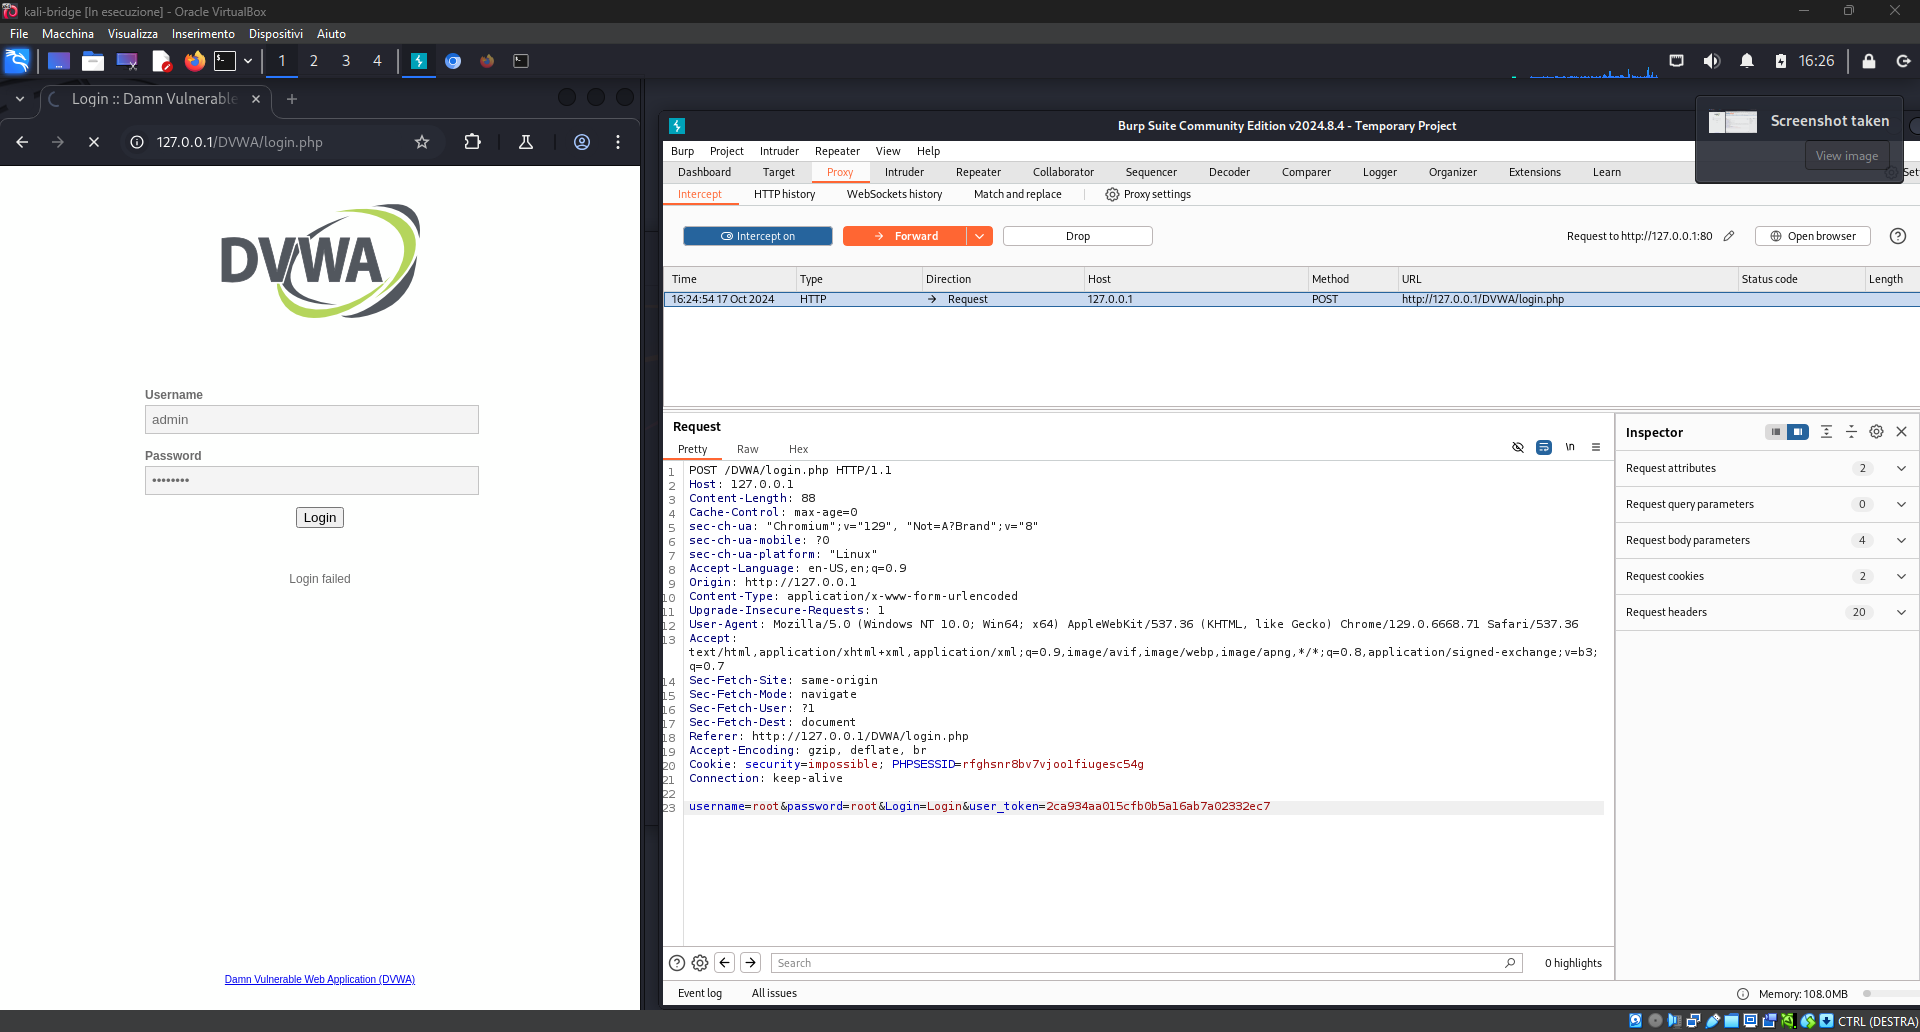 kali-bridge [In esecuzione] - Oracle VirtualBox
File Macchina Visualizza Inserimento Dispositivi Aiuto
1 2 3 4 16:26
Login :: Damn Vulnerable
127.0.0.1/DVWA/login.php
DVWA
Username
admin
Password
••••••••
Login
Login failed
Damn Vulnerable Web Application (DVWA)
Screenshot taken
View image
Burp Suite Community Edition v2024.8.4 - Temporary Project
Burp Project Intruder Repeater View Help
Dashboard Target Proxy Intruder Repeater Collaborator Sequencer Decoder Comparer Logger Organizer Extensions Learn
Intercept HTTP history WebSockets history Match and replace Proxy settings
Intercept on Forward Drop Request to http://127.0.0.1:80 Open browser
Time Type Direction Host Method URL Status code Length
16:24:54 17 Oct 2024 HTTP → Request 127.0.0.1 POST http://127.0.0.1/DVWA/login.php
Request
Pretty Raw Hex \n
1 POST /DVWA/login.php HTTP/1.1
2 Host: 127.0.0.1
3 Content-Length: 88
4 Cache-Control: max-age=0
5 sec-ch-ua: "Chromium";v="129", "Not=A?Brand";v="8"
6 sec-ch-ua-mobile: ?0
7 sec-ch-ua-platform: "Linux"
8 Accept-Language: en-US,en;q=0.9
9 Origin: http://127.0.0.1
10 Content-Type: application/x-www-form-urlencoded
11 Upgrade-Insecure-Requests: 1
12 User-Agent: Mozilla/5.0 (Windows NT 10.0; Win64; x64) AppleWebKit/537.36 (KHTML, like Gecko) Chrome/129.0.6668.71 Safari/537.36
13 Accept:
text/html,application/xhtml+xml,application/xml;q=0.9,image/avif,image/webp,image/apng,*/*;q=0.8,application/signed-exchange;v=b3;
q=0.7
14 Sec-Fetch-Site: same-origin
15 Sec-Fetch-Mode: navigate
16 Sec-Fetch-User: ?1
17 Sec-Fetch-Dest: document
18 Referer: http://127.0.0.1/DVWA/login.php
19 Accept-Encoding: gzip, deflate, br
20 Cookie: security=impossible; PHPSESSID=rfghsnr8bv7vjoo1fiugesc54g
21 Connection: keep-alive
22
23 username=root&password=root&Login=Login&user_token=2ca934aa015cfb0b5a16ab7a02332ec7
Search
0 highlights
Inspector
Request attributes 2
Request query parameters 0
Request body parameters 4
Request cookies 2
Request headers 20
Event log All issues Memory: 108.0MB
CTRL (DESTRA)